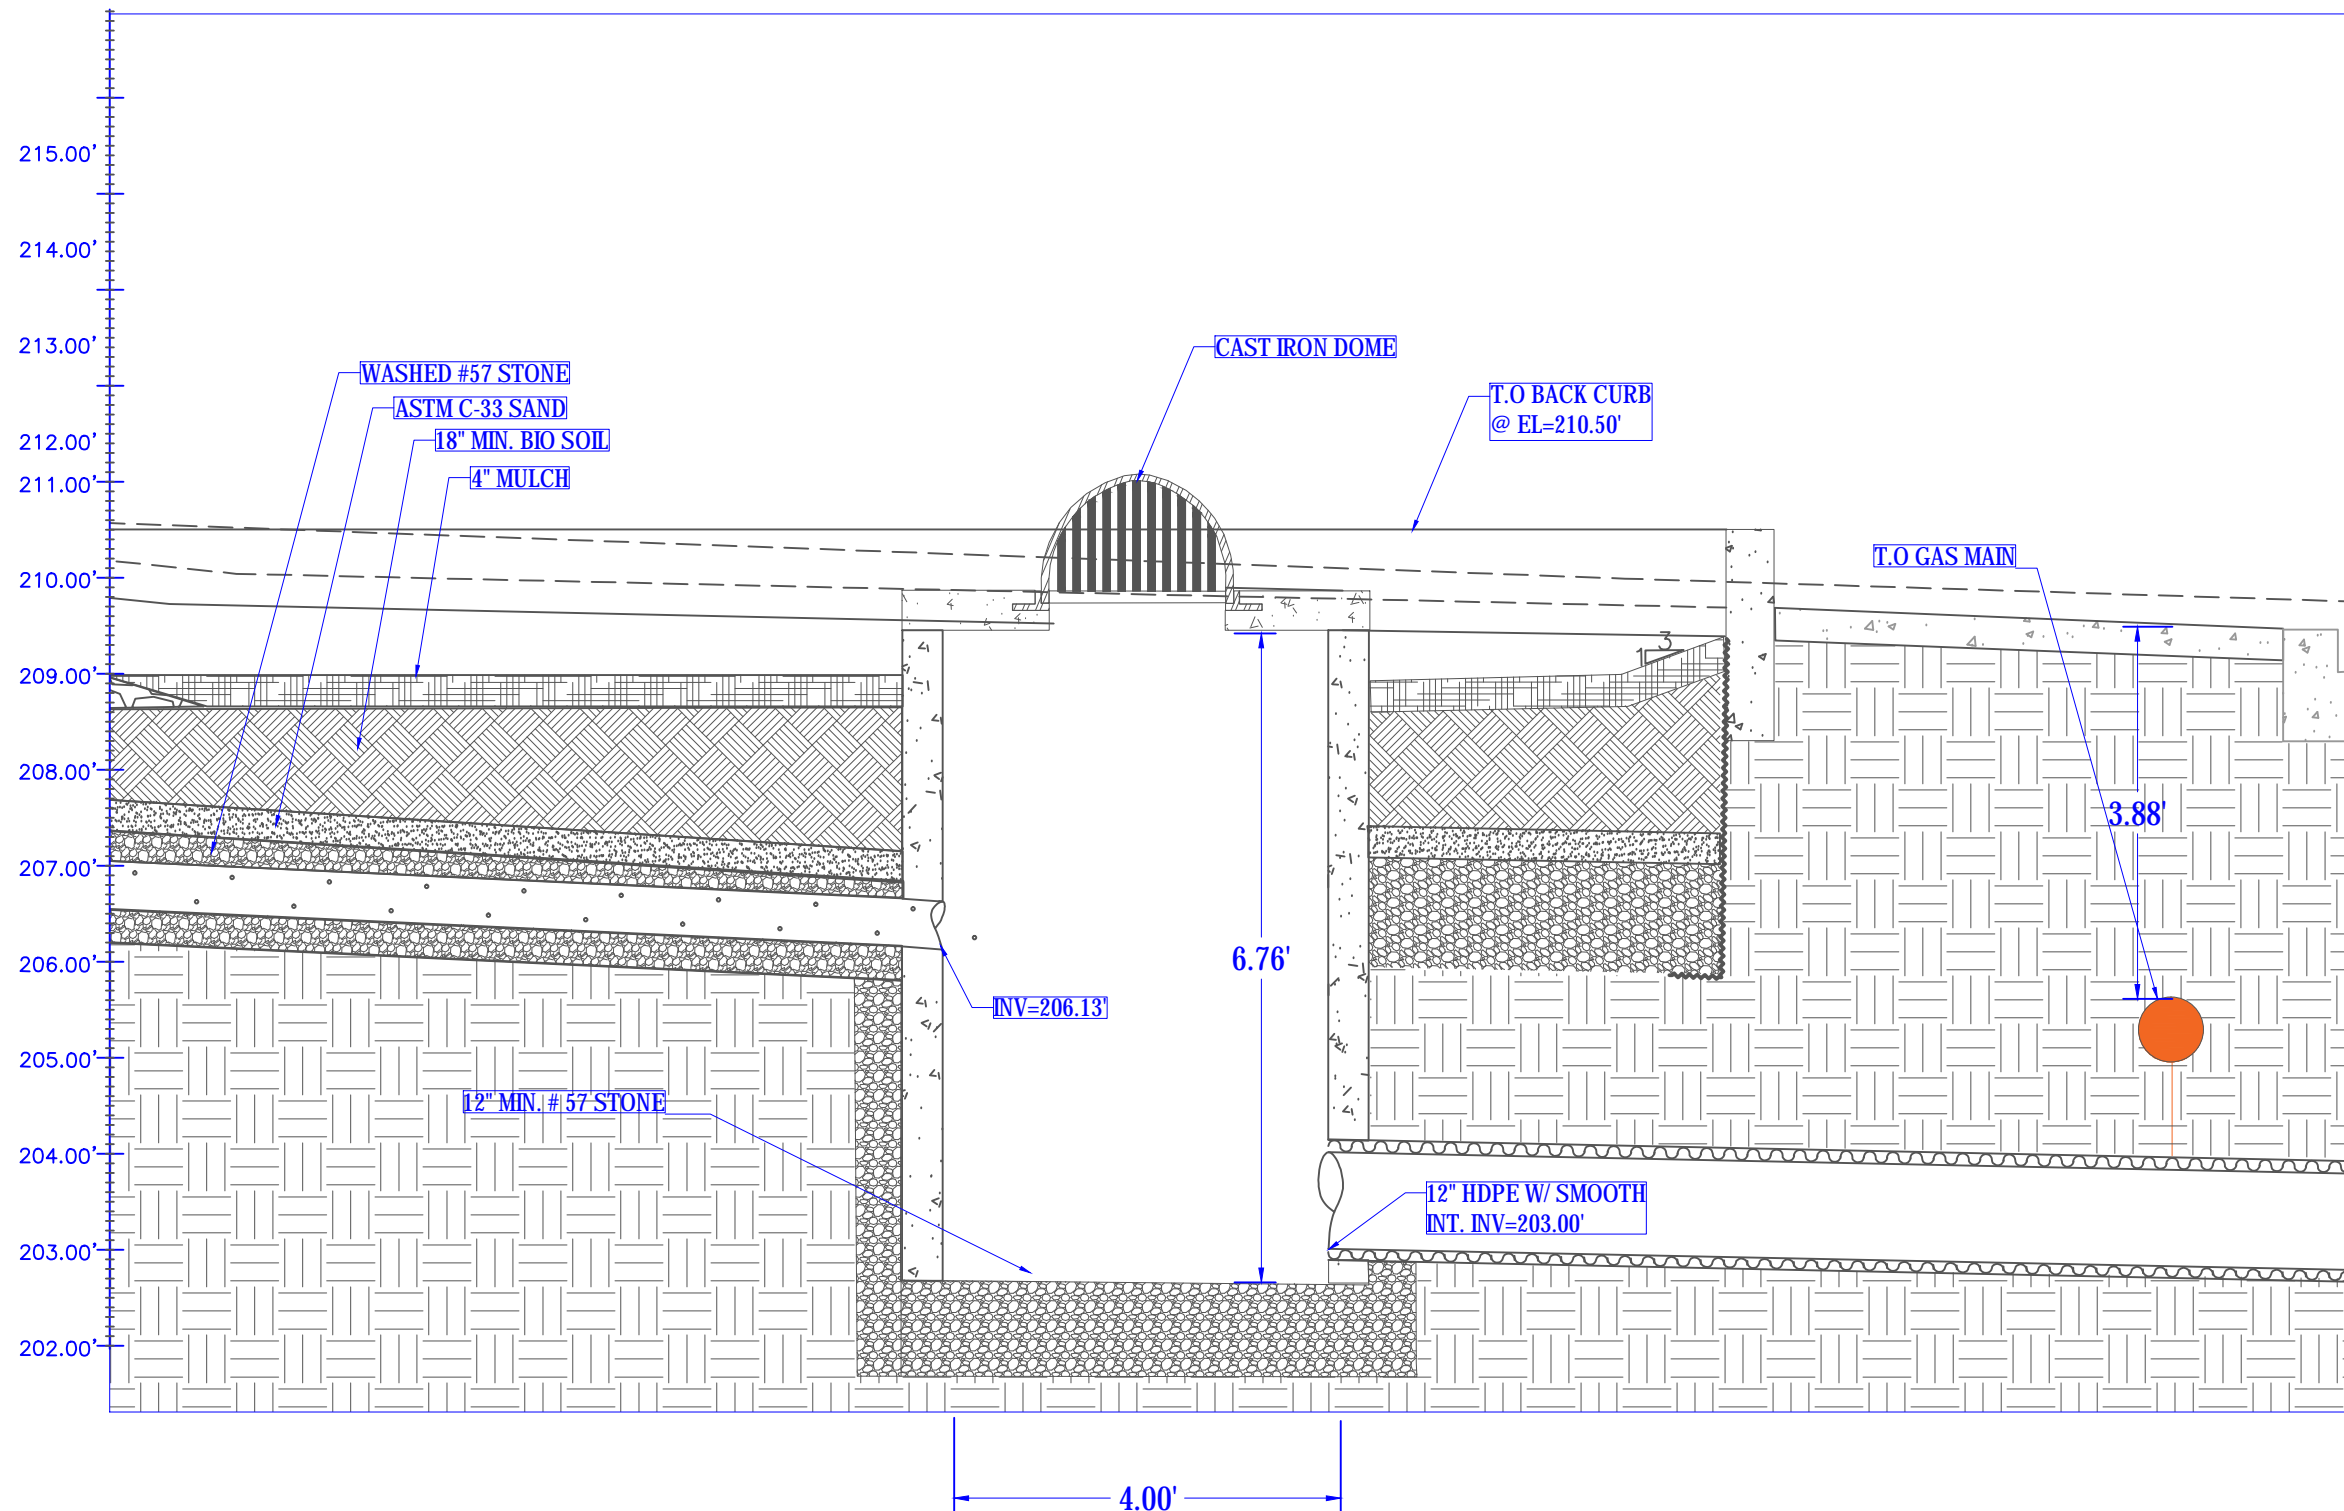 215.00'
214.00'
213.00'
212.00'
211.00'
210.00'
209.00'
208.00'
207.00'
206.00'
205.00'
204.00'
203.00'
202.00'
CAST IRON DOME
WASHED #57 STONE
ASTM C-33 SAND
18" MIN. BIO SOIL
4" MULCH
T.O BACK CURB
@ EL=210.50'
T.O GAS MAIN
3
1
3.88'
6.76'
INV=206.13'
12" MIN. # 57 STONE
12" HDPE W/ SMOOTH
INT. INV=203.00'
4.00'